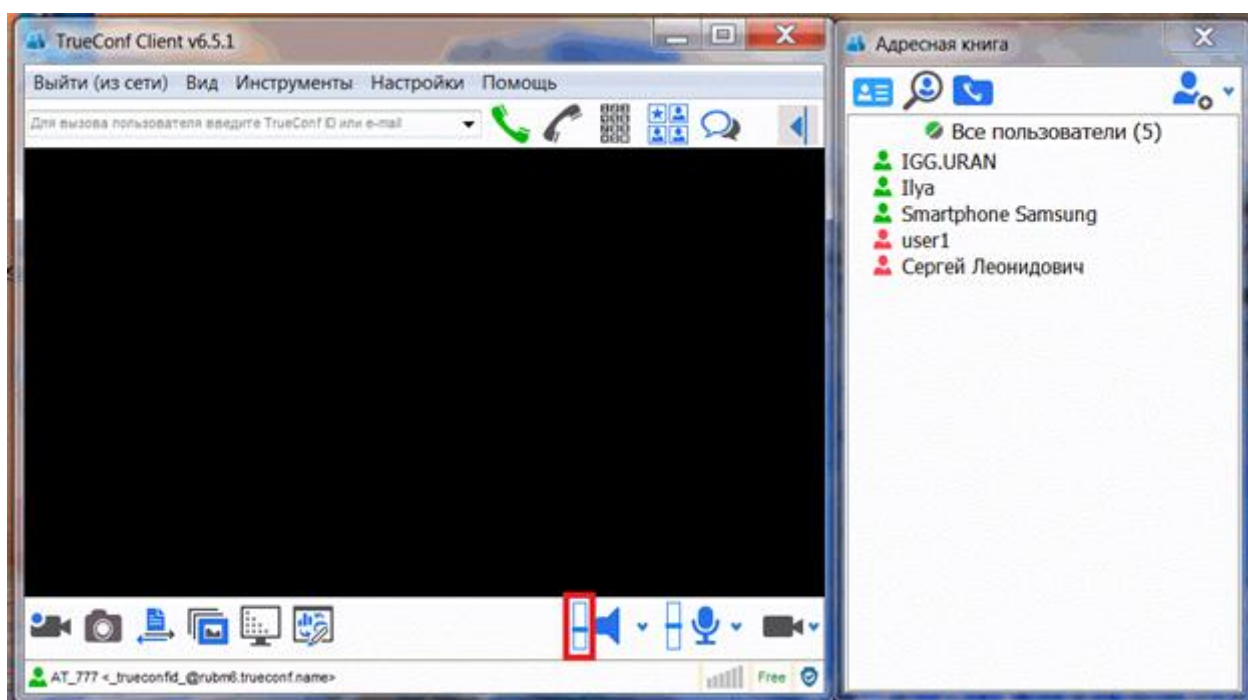 TrueConf Client v6.5.1
Выйти (из сети) Вид Инструменты Настройки Помощь
Для вызова пользователя введите TrueConf ID или e-mail
AT_777 <_trueconfid_@rubm6.trueconf.name>
Free
Адресная книга
Все пользователи (5)
IGG.URAN
Ilya
Smartphone Samsung
user1
Сергей Леонидович